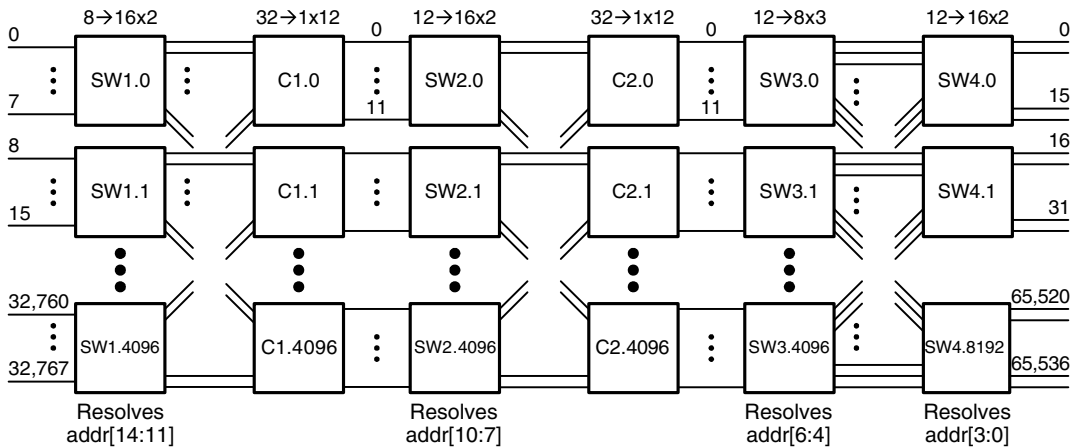 8→16x2 32→1x12 12→16x2 32→1x12 12→8x3 12→16x2
0 0 0 0
SW1.0 C1.0 SW2.0 C2.0 SW3.0 SW4.0
7 11 11 15
8 16
SW1.1 C1.1 SW2.1 C2.1 SW3.1 SW4.1
15 31
32,760 65,520
SW1.4096 C1.4096 SW2.4096 C2.4096 SW3.4096 SW4.8192
32,767 65,536
Resolves Resolves Resolves Resolves
addr[14:11] addr[10:7] addr[6:4] addr[3:0]